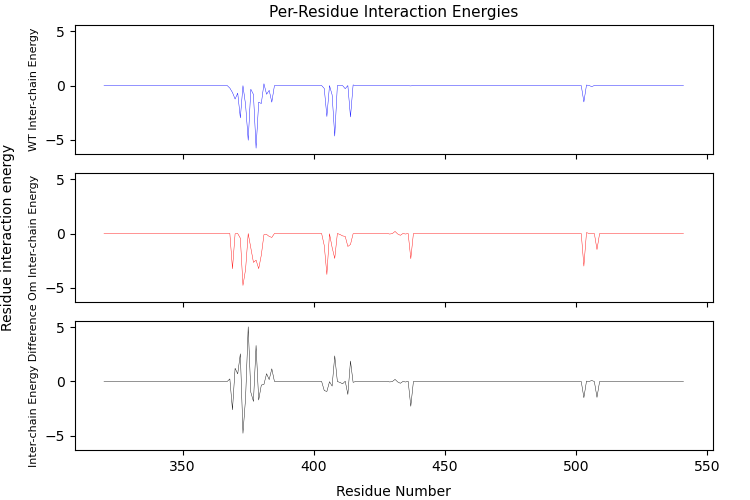 Per-Residue Interaction Energies
Residue interaction energy
WT Inter-chain Energy
5
0
−5
Om Inter-chain Energy
5
0
−5
Inter-chain Energy Difference
5
0
−5
350
400
450
500
550
Residue Number